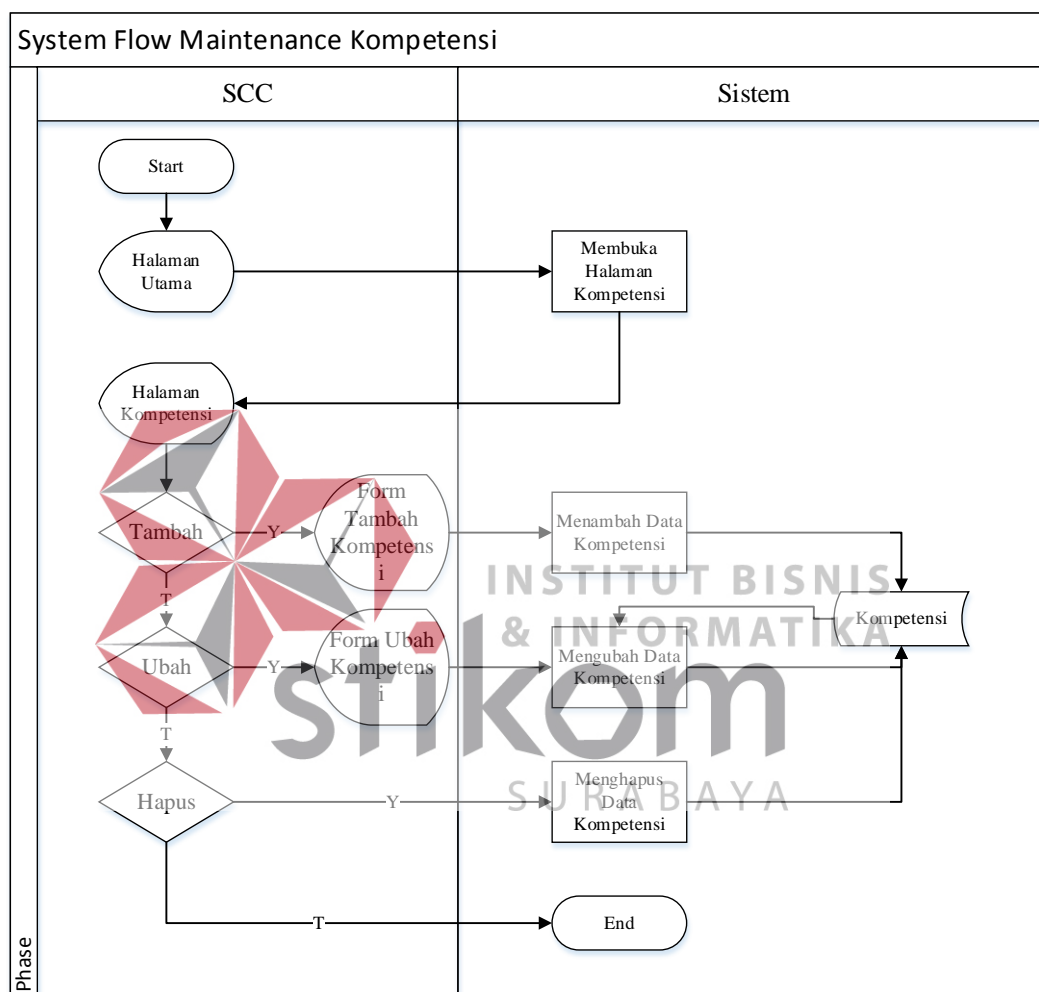 System Flow Maintenance Kompetensi
SCC
Sistem
Phase
Start
Halaman
Utama
Membuka
Halaman
Kompetensi
Halaman
Kompetensi
Tambah
Y
Form
Tambah
Kompetens
i
Menambah Data
Kompetensi
T
INSTITUT BISNIS
& INFORMATIKA
Kompetensi
Ubah
Y
Form Ubah
Kompetens
i
Mengubah Data
Kompetensi
stikom
T
Hapus
Y
Menghapus
Data
Kompetensi
SURABAYA
T
End